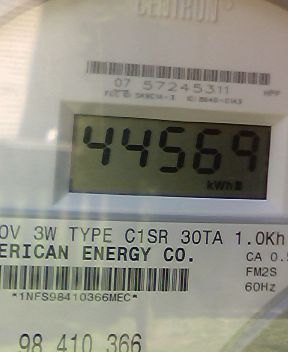 CENTRON
07 57245311
HPP
44569
kWh
0V 3W TYPE C1SR 30TA 1.0Kh
ERICAN ENERGY CO.
CA 0.5
FM2S
60Hz
*1NFS98410366MEC*
98 410 366